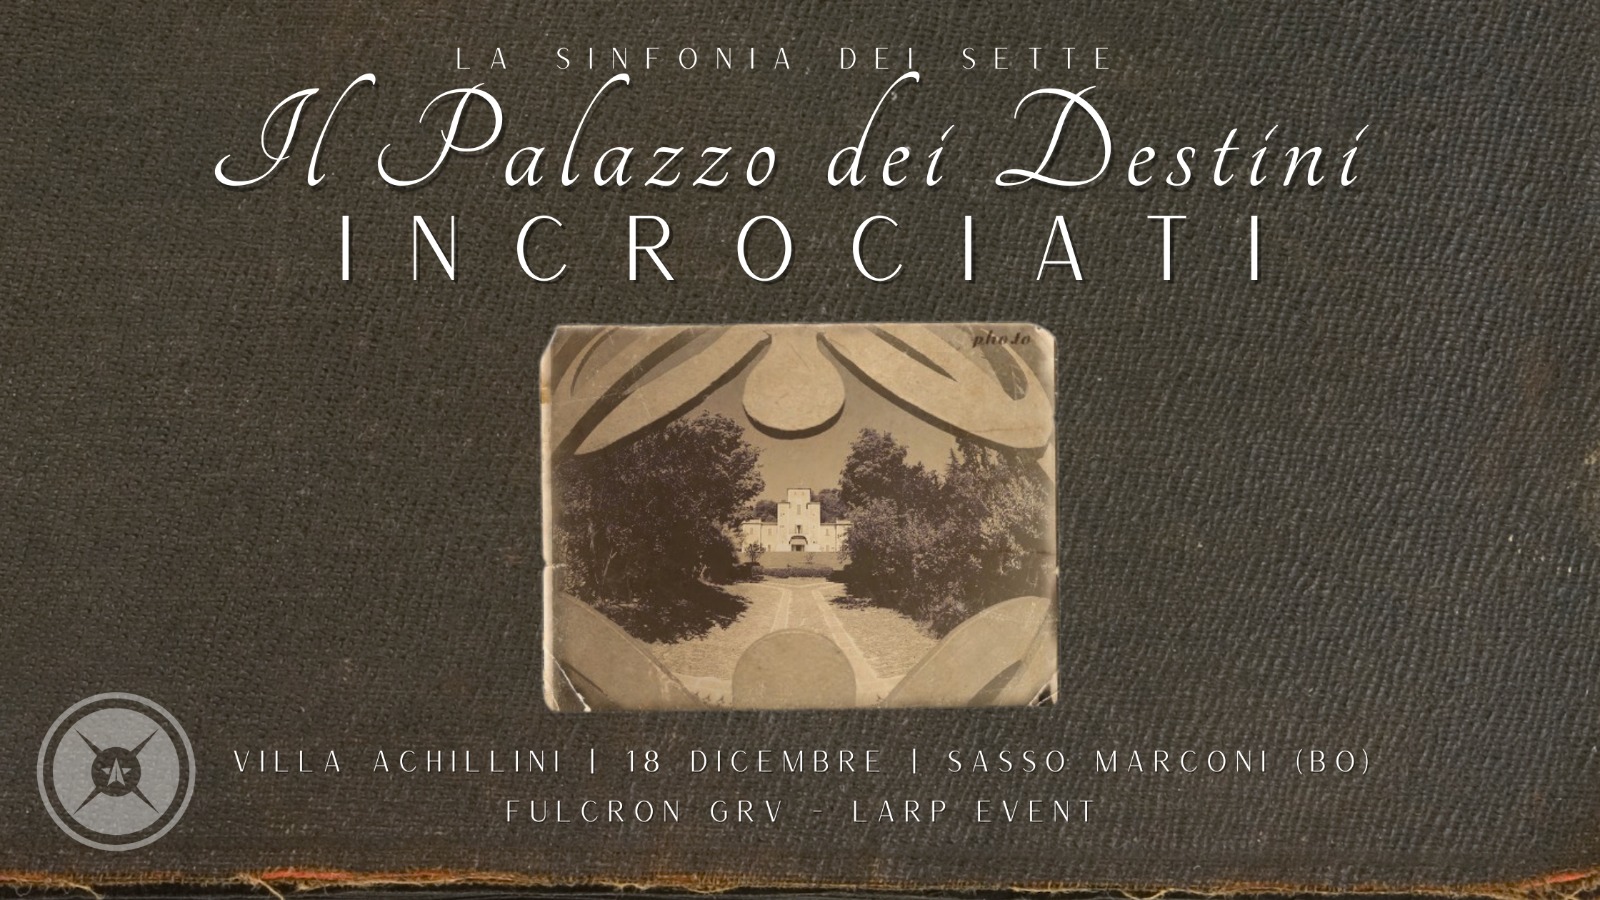 LA SINFONIA DEI SETTE
Il Palazzo dei Destini
INCROCIATI
photo
VILLA ACHILLINI | 18 DICEMBRE | SASSO MARCONI (BO)
FULCRON GRV - LARP EVENT